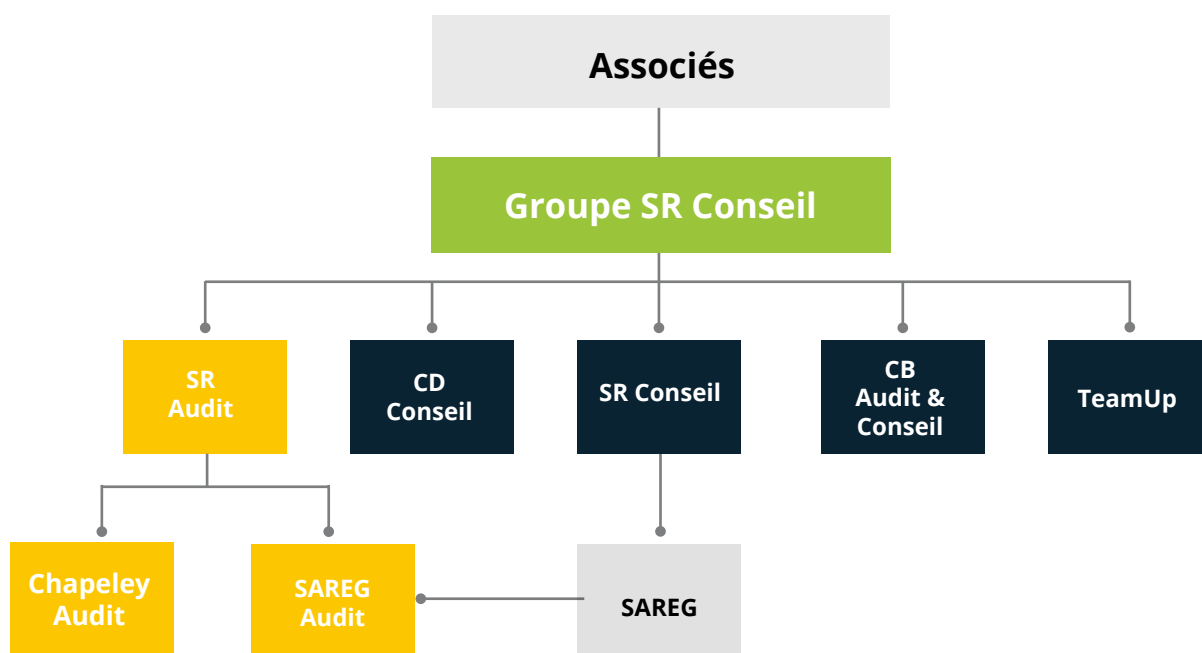 Associés
Groupe SR Conseil
SR
Audit
CD
Conseil
SR Conseil
CB
Audit &
Conseil
TeamUp
Chapeley
Audit
SAREG
Audit
SAREG